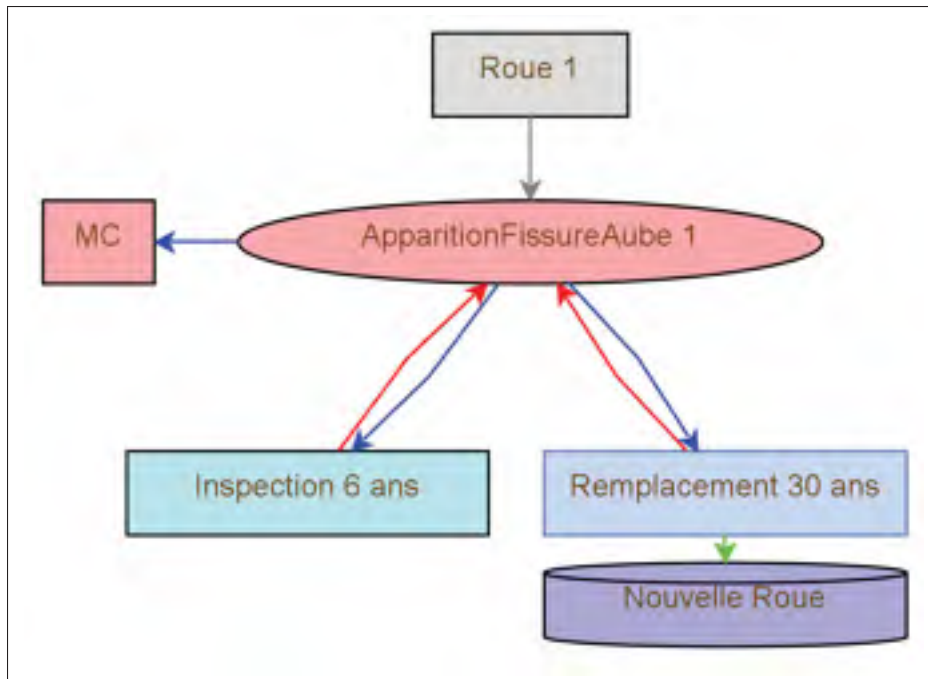 Roue 1
MC
ApparitionFissureAube 1
Inspection 6 ans
Remplacement 30 ans
Nouvelle Roue